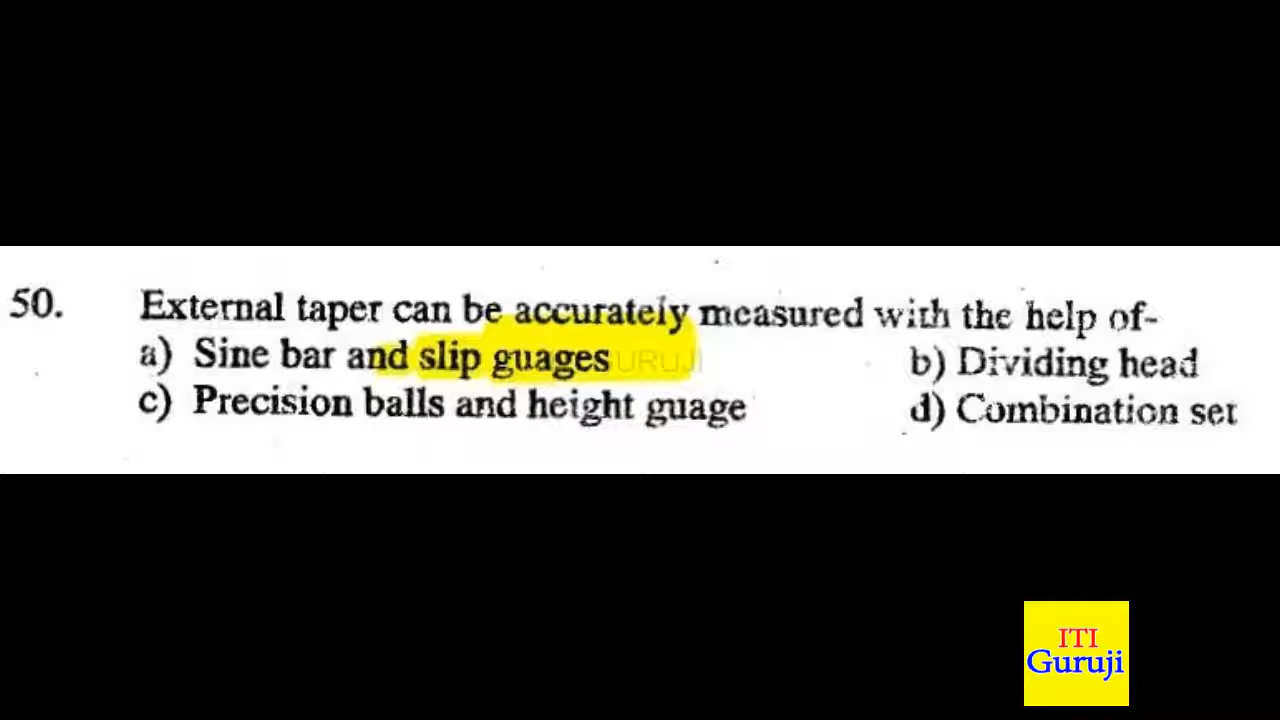 50. External taper can be accurately measured with the help of-
a) Sine bar and slip guages b) Dividing head
c) Precision balls and height guage d) Combination set
ITI
Guruji